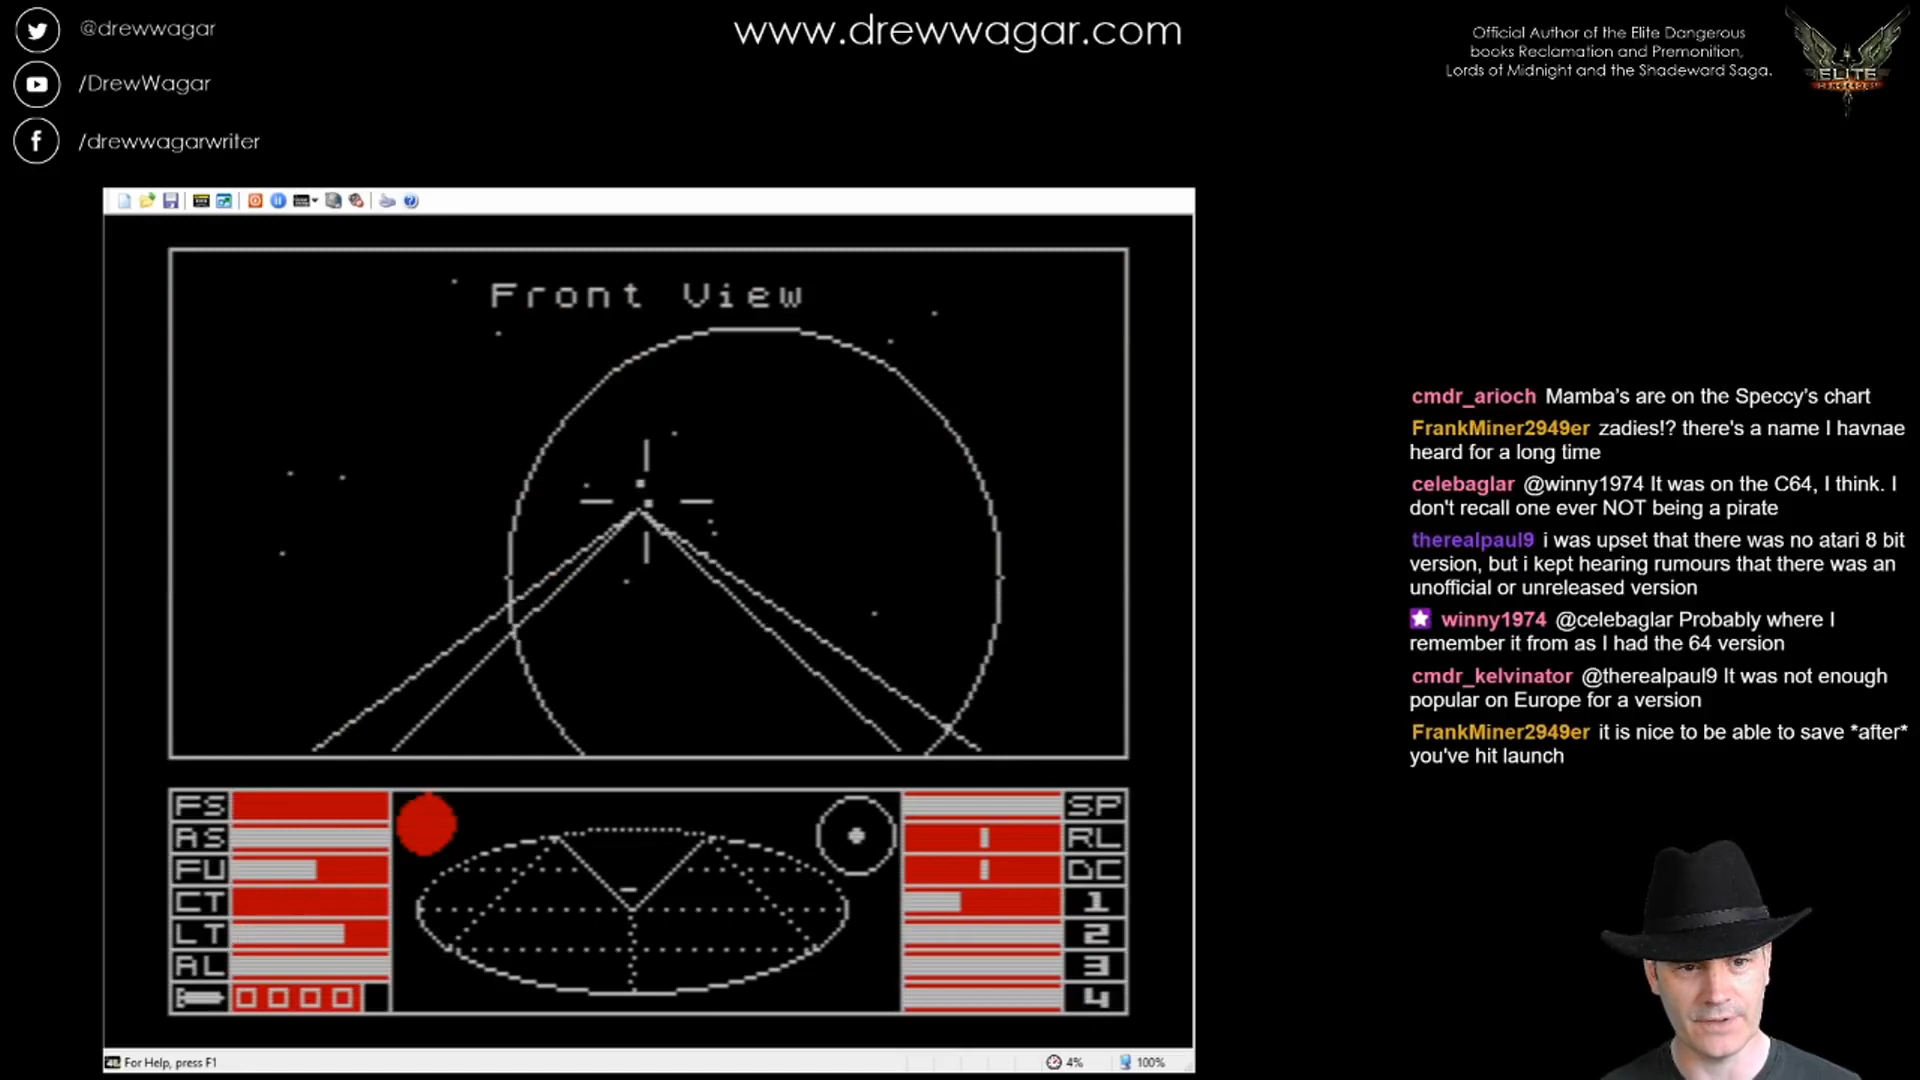 @drewwagar
/DrewWagar
/drewwagarwriter
www.drewwagar.com
Official Author of the Elite Dangerous
books Reclamation and Premonition,
Lords of Midnight and the Shadeward Saga.
ELITE
DANGEROUS
Front View
FS
AS
FU
CT
LT
AL
SP
RL
DC
1
2
3
4
For Help, press F1
4%
100%
cmdr_arioch Mamba's are on the Speccy's chart
FrankMiner2949er zadies!? there's a name I havnae
heard for a long time
celebaglar @winny1974 It was on the C64, I think. I
don't recall one ever NOT being a pirate
therealpaul9 i was upset that there was no atari 8 bit
version, but i kept hearing rumours that there was an
unofficial or unreleased version
winny1974 @celebaglar Probably where I
remember it from as I had the 64 version
cmdr_kelvinator @therealpaul9 It was not enough
popular on Europe for a version
FrankMiner2949er it is nice to be able to save *after*
you've hit launch